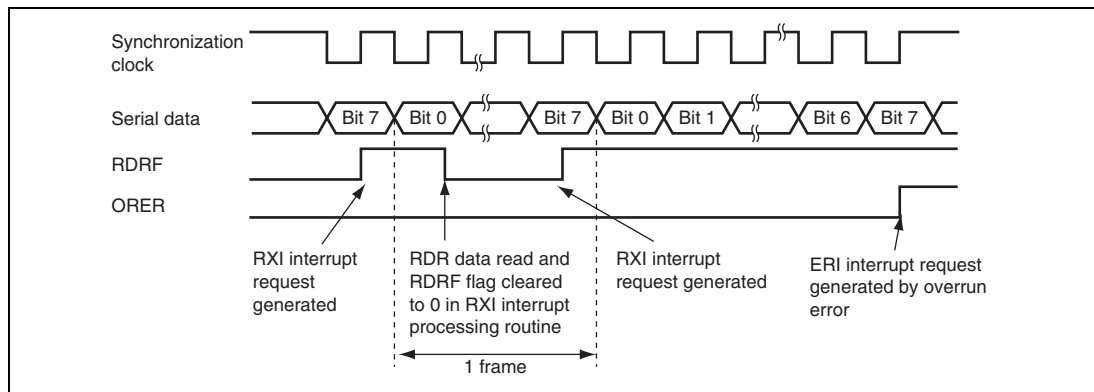 Synchronization
clock
Serial data
Bit 7
Bit 0
Bit 7
Bit 0
Bit 1
Bit 6
Bit 7
RDRF
ORER
RXI interrupt
request
generated
RDR data read and
RDRF flag cleared
to 0 in RXI interrupt
processing routine
RXI interrupt
request generated
ERI interrupt request
generated by overrun
error
1 frame